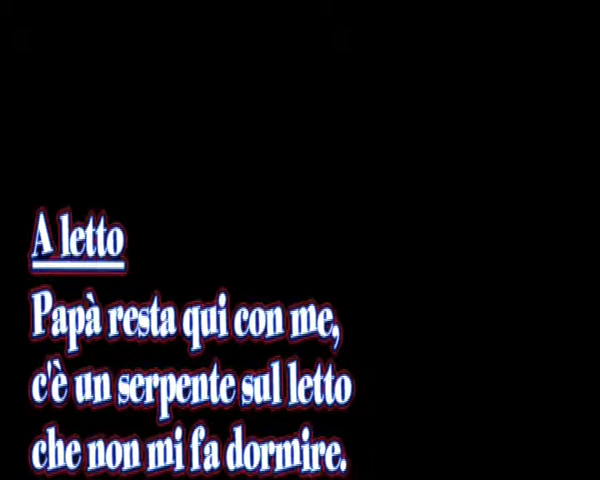 A letto
Papà resta qui con me,
c'è un serpente sul letto
che non mi fa dormire.